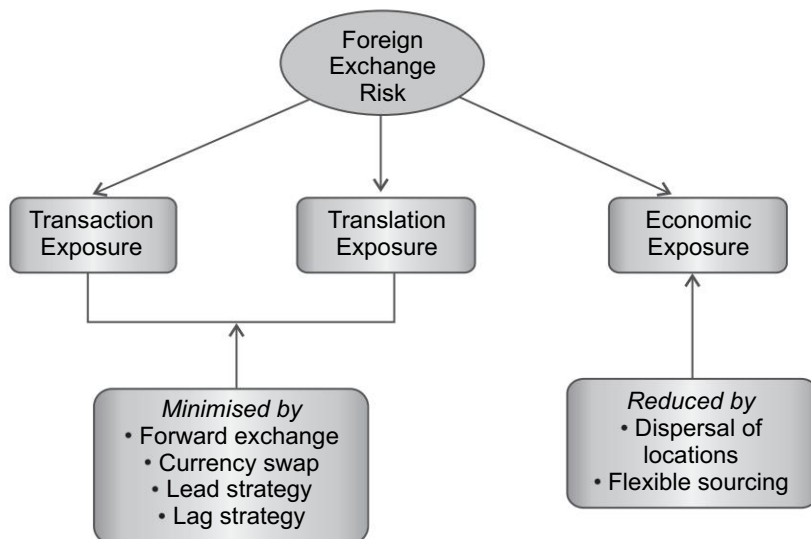 Foreign
Exchange
Risk
Transaction
Exposure
Translation
Exposure
Economic
Exposure
Minimised by
• Forward exchange
• Currency swap
• Lead strategy
• Lag strategy
Reduced by
• Dispersal of
locations
• Flexible sourcing